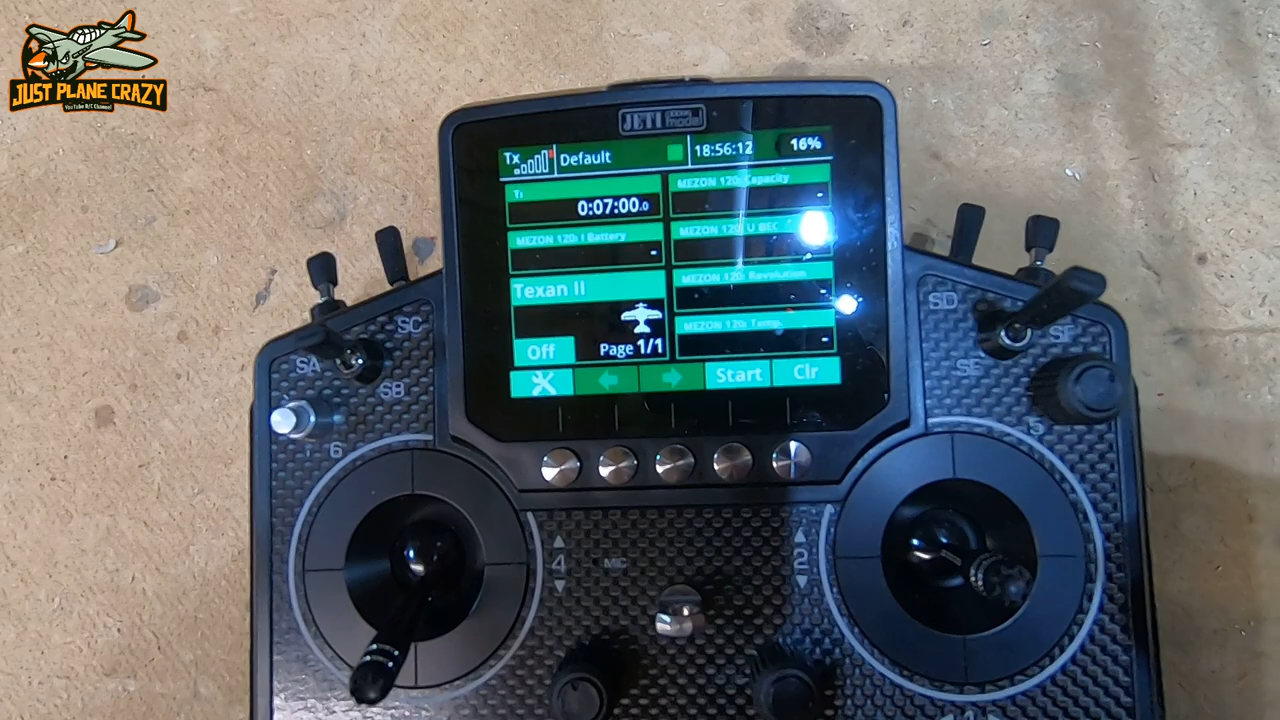 JUST PLANE CRAZY
YouTube R/C Channel
JETI model
Tx
Default
18:56:12
16%
0:07:00.0
MEZON 120: Capacity
-
MEZON 120: I Battery
-
MEZON 120: U BEC
Texan II
MEZON 120: Revolution
-
MEZON 120: Temp.
-
Off
Page 1/1
Start
Clr
SA
SB
SC
SD
SE
SF
6
5
4
MIC
2